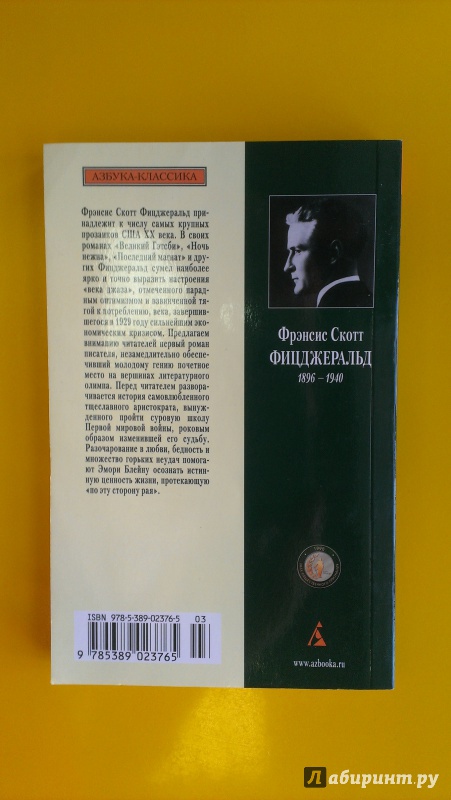 АЗБУКА-КЛАССИКА
Фрэнсис Скотт Фицджеральд при-
надлежит к числу самых крупных
прозаиков США XX века. В своих
романах «Великий Гэтсби», «Ночь
нежна», «Последний магнат» и дру-
гих Фицджеральд сумел наиболее
ярко и точно выразить настроения
«века джаза», отмеченного парад-
ным оптимизмом и взвинченной тя-
гой к потреблению, века, завершив-
шегося в 1929 году сильнейшим эко-
номическим кризисом. Предлагаем
вниманию читателей первый роман
писателя, незамедлительно обеспе-
чивший молодому гению почетное
место на вершинах литературного
олимпа. Перед читателем развора-
чивается история самовлюбленного
тщеславного аристократа, вынуж-
денного пройти суровую школу
Первой мировой войны, роковым
образом изменившей его судьбу.
Разочарование в любви, бедность и
множество горьких неудач помога-
ют Эмори Блейну осознать истин-
ную ценность жизни, протекающую
«по эту сторону рая».
ISBN 978-5-389-02376-5 03
9 785389 023765
Фрэнсис Скотт
ФИЦДЖЕРАЛЬД
1896 – 1940
www.azbooka.ru
Лабиринт.ру